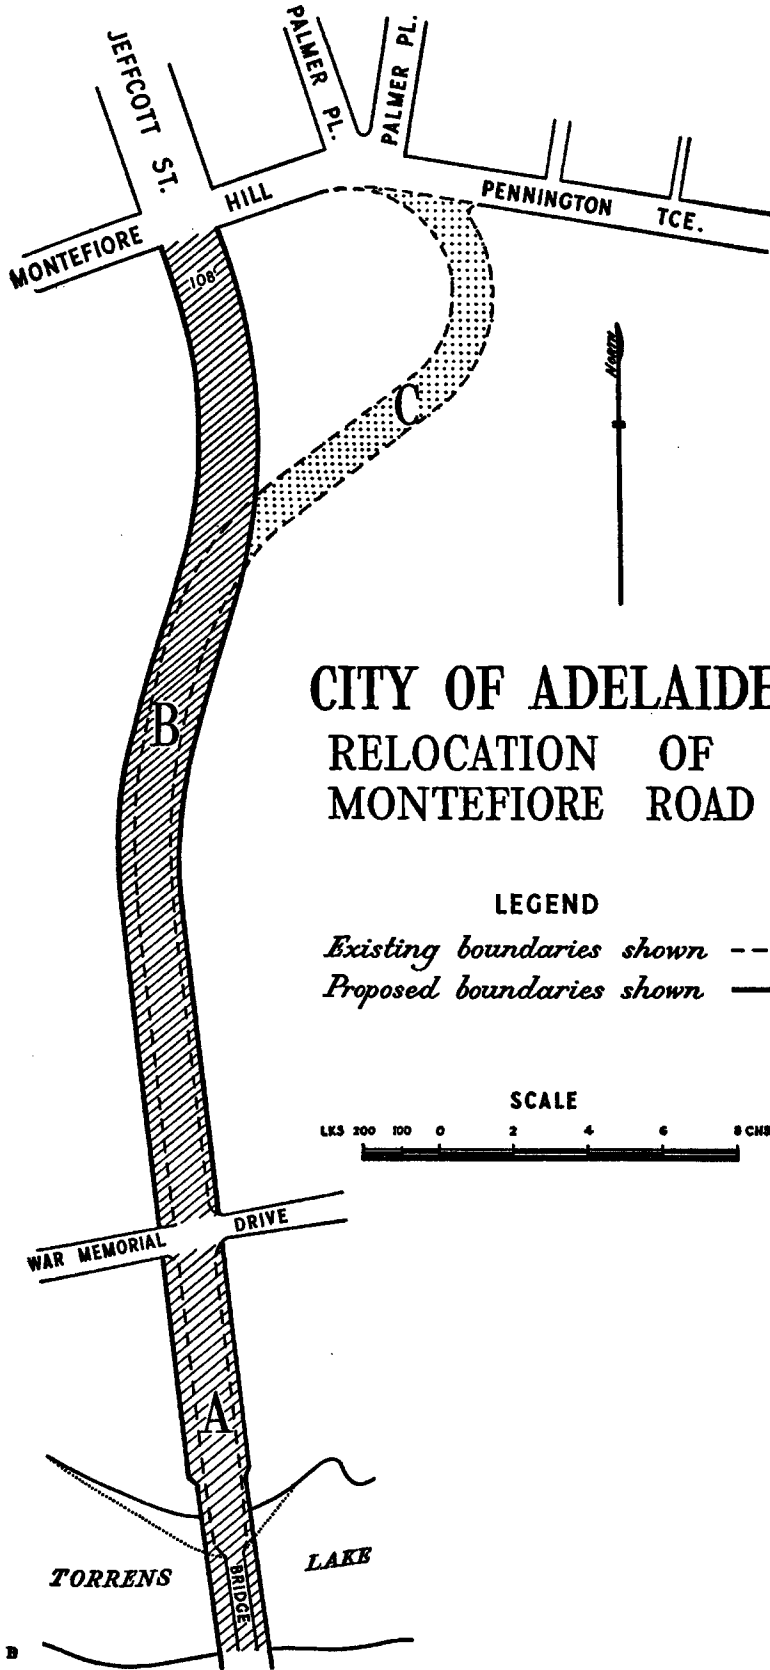 JEFFCOTT ST.
PALMER PL.
PALMER PL.
MONTEFIORE HILL
PENNINGTON TCE.
108'
NORTH
C
CITY OF ADELAIDE
RELOCATION OF
MONTEFIORE ROAD
B
LEGEND
Existing boundaries shown --
Proposed boundaries shown —
SCALE
LKS 200 100 0 2 4 6 8 CHS
WAR MEMORIAL DRIVE
A
TORRENS LAKE
BRIDGE
D